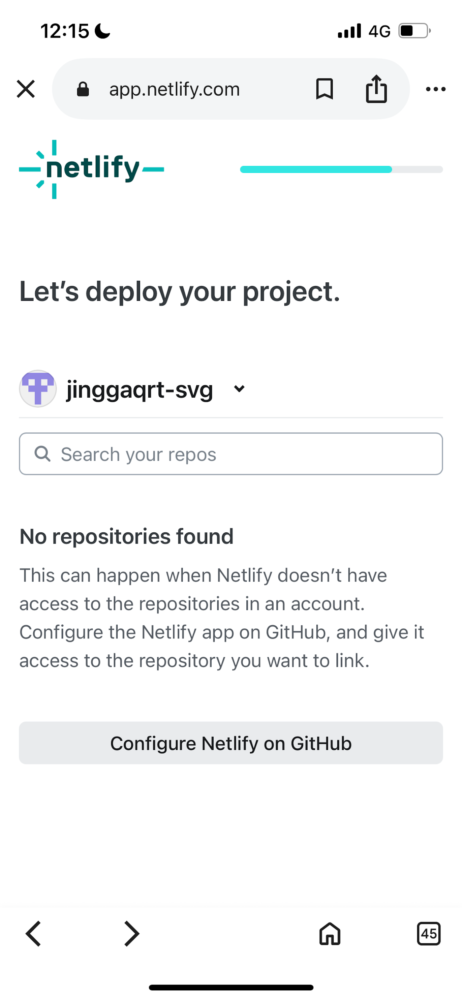 12:15
4G
app.netlify.com
netlify
Let’s deploy your project.
jinggaqrt-svg
Search your repos
No repositories found
This can happen when Netlify doesn’t have
access to the repositories in an account.
Configure the Netlify app on GitHub, and give it
access to the repository you want to link.
Configure Netlify on GitHub
45